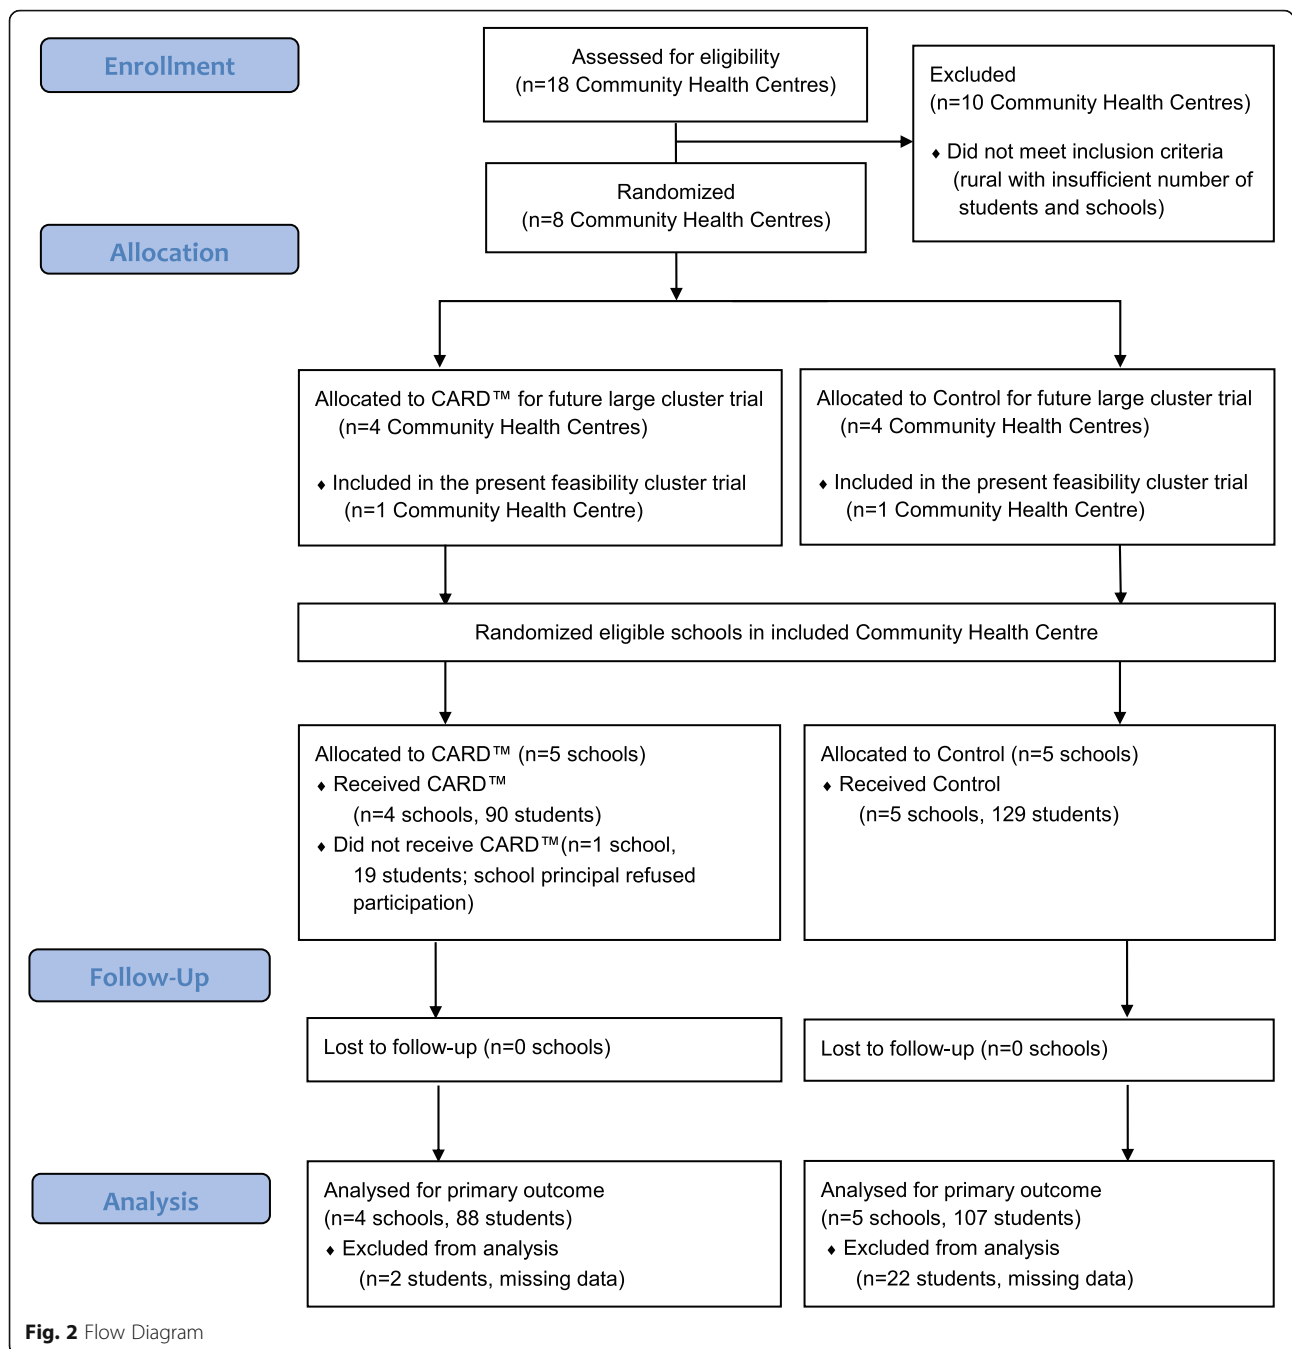 Enrollment
Assessed for eligibility
(n=18 Community Health Centres)
Excluded
(n=10 Community Health Centres)
♦ Did not meet inclusion criteria
(rural with insufficient number of
students and schools)
Randomized
(n=8 Community Health Centres)
Allocation
Allocated to CARD™ for future large cluster trial
(n=4 Community Health Centres)
♦ Included in the present feasibility cluster trial
(n=1 Community Health Centre)
Allocated to Control for future large cluster trial
(n=4 Community Health Centres)
♦ Included in the present feasibility cluster trial
(n=1 Community Health Centre)
Randomized eligible schools in included Community Health Centre
Allocated to CARD™ (n=5 schools)
♦ Received CARD™
(n=4 schools, 90 students)
♦ Did not receive CARD™(n=1 school,
19 students; school principal refused
participation)
Allocated to Control (n=5 schools)
♦ Received Control
(n=5 schools, 129 students)
Follow-Up
Lost to follow-up (n=0 schools)
Lost to follow-up (n=0 schools)
Analysis
Analysed for primary outcome
(n=4 schools, 88 students)
♦ Excluded from analysis
(n=2 students, missing data)
Analysed for primary outcome
(n=5 schools, 107 students)
♦ Excluded from analysis
(n=22 students, missing data)
Fig. 2 Flow Diagram